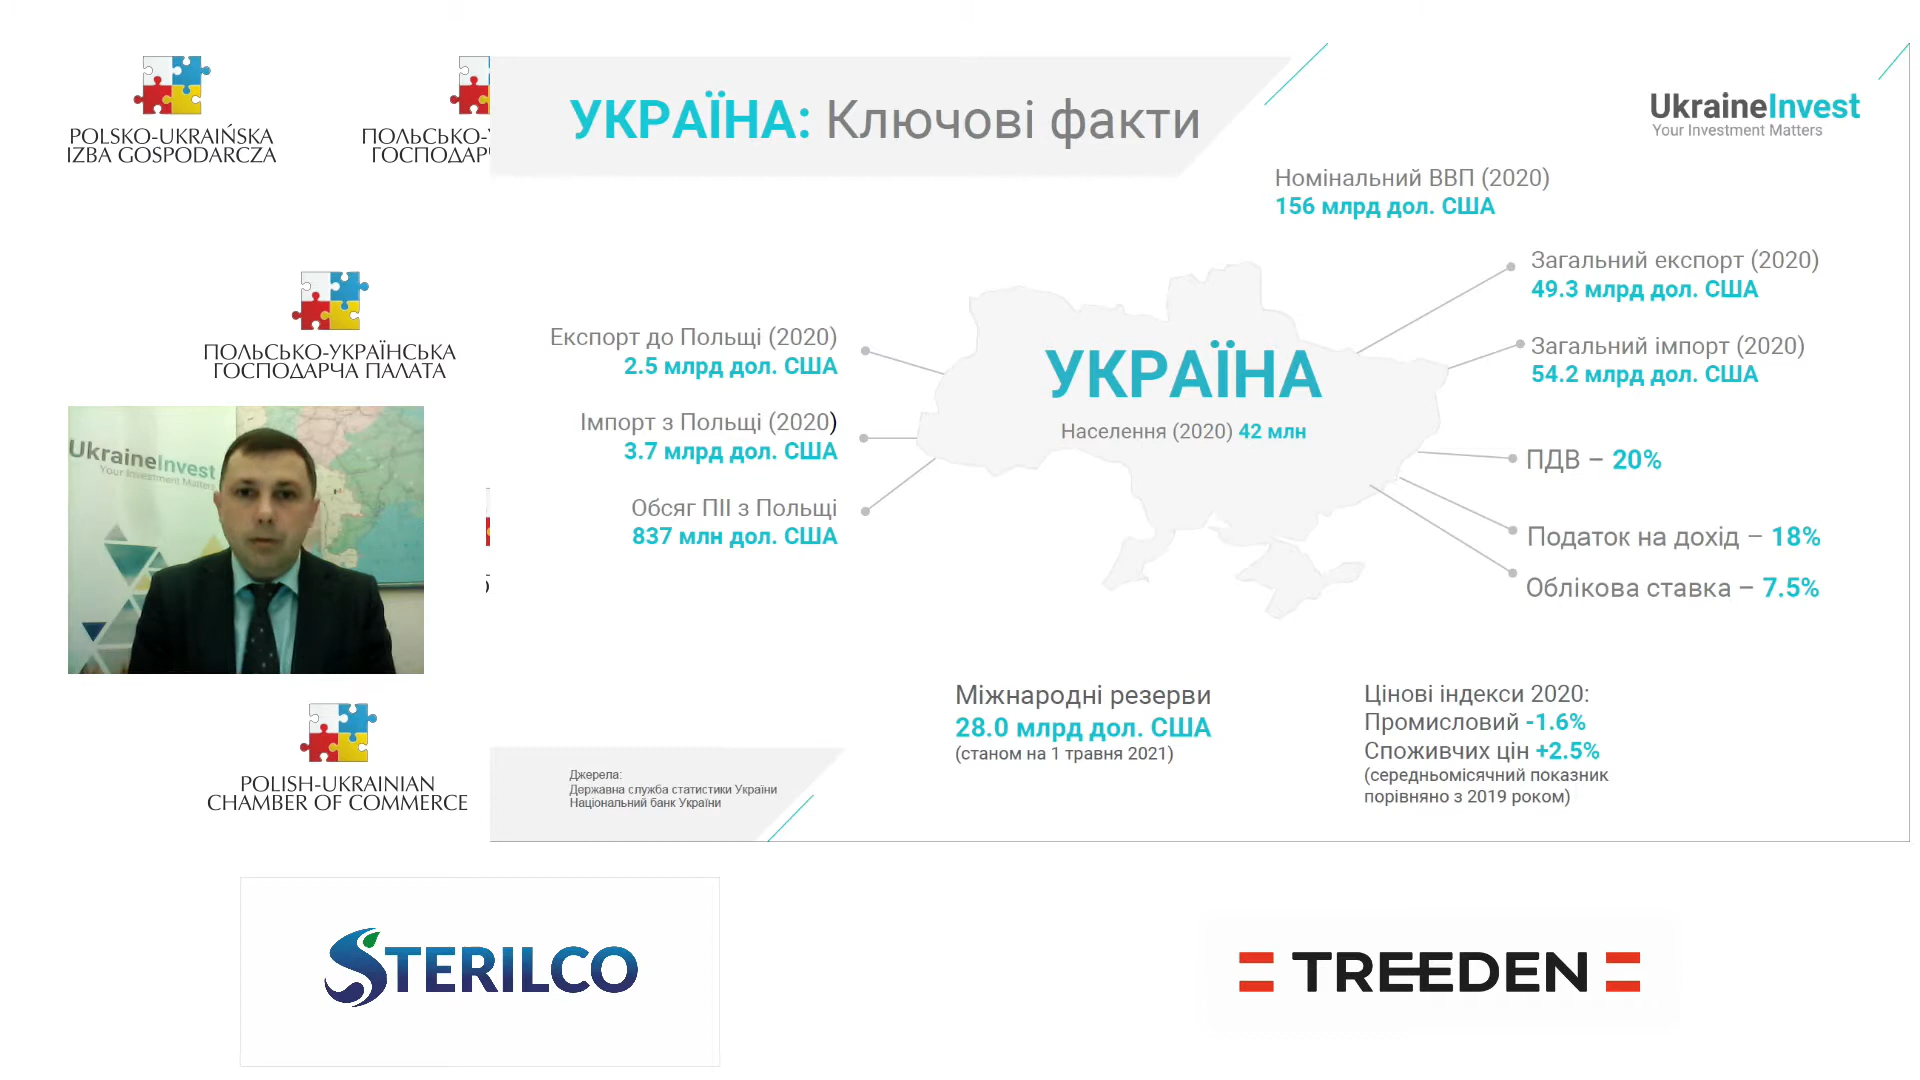 POLSKO-UKRAIŃSKA
IZBA GOSPODARCZA
ПОЛЬСЬКО-
ГОСПОДАР
УКРАЇНА: Ключові факти
UkraineInvest
Your Investment Matters
Номінальний ВВП (2020)
156 млрд дол. США
Загальний експорт (2020)
49.3 млрд дол. США
Експорт до Польщі (2020)
2.5 млрд дол. США
Загальний імпорт (2020)
54.2 млрд дол. США
УКРАЇНА
Населення (2020) 42 млн
ПОЛЬСЬКО-УКРАЇНСЬКА
ГОСПОДАРЧА ПАЛАТА
Імпорт з Польщі (2020)
3.7 млрд дол. США
ПДВ – 20%
UkraineInvest
Your Investment Matters
Обсяг ПІІ з Польщі
837 млн дол. США
Податок на дохід – 18%
Облікова ставка – 7.5%
Міжнародні резерви
28.0 млрд дол. США
(станом на 1 травня 2021)
Цінові індекси 2020:
Промисловий -1.6%
Споживчих цін +2.5%
(середньомісячний показник
порівняно з 2019 роком)
POLISH-UKRAINIAN
CHAMBER OF COMMERCE
Джерела:
Державна служба статистики України
Національний банк України
STERILCO
TREEDEN